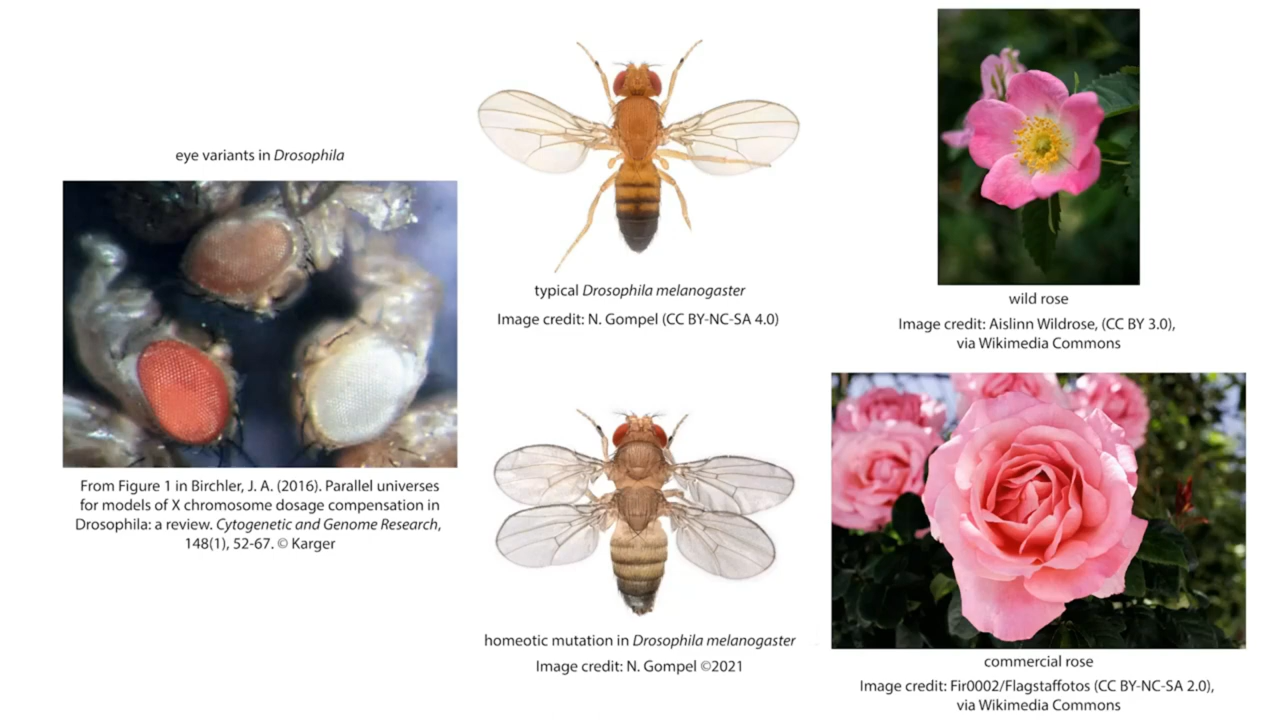 eye variants in Drosophila
From Figure 1 in Birchler, J. A. (2016). Parallel universes
for models of X chromosome dosage compensation in
Drosophila: a review. Cytogenetic and Genome Research,
148(1), 52-67. © Karger
typical Drosophila melanogaster
Image credit: N. Gompel (CC BY-NC-SA 4.0)
homeotic mutation in Drosophila melanogaster
Image credit: N. Gompel ©2021
wild rose
Image credit: Aislinn Wildrose, (CC BY 3.0),
via Wikimedia Commons
commercial rose
Image credit: Fir0002/Flagstaffotos (CC BY-NC-SA 2.0),
via Wikimedia Commons